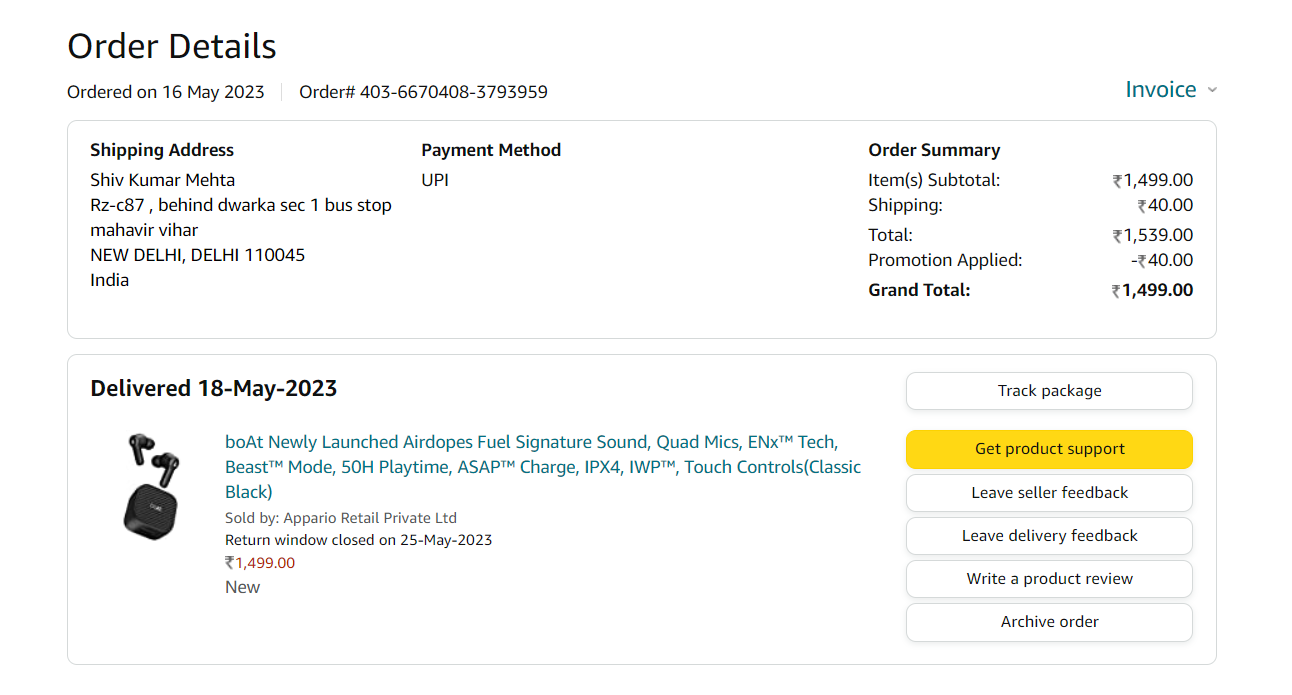 Order Details
Ordered on 16 May 2023
Order# 403-6670408-3793959
Invoice
Shipping Address
Shiv Kumar Mehta
Rz-c87 , behind dwarka sec 1 bus stop
mahavir vihar
NEW DELHI, DELHI 110045
India
Payment Method
UPI
Order Summary
Item(s) Subtotal: ₹1,499.00
Shipping: ₹40.00
Total: ₹1,539.00
Promotion Applied: -₹40.00
Grand Total: ₹1,499.00
Delivered 18-May-2023
boAt Newly Launched Airdopes Fuel Signature Sound, Quad Mics, ENx™ Tech,
Beast™ Mode, 50H Playtime, ASAP™ Charge, IPX4, IWP™, Touch Controls(Classic
Black)
Sold by: Appario Retail Private Ltd
Return window closed on 25-May-2023
₹1,499.00
New
Track package
Get product support
Leave seller feedback
Leave delivery feedback
Write a product review
Archive order